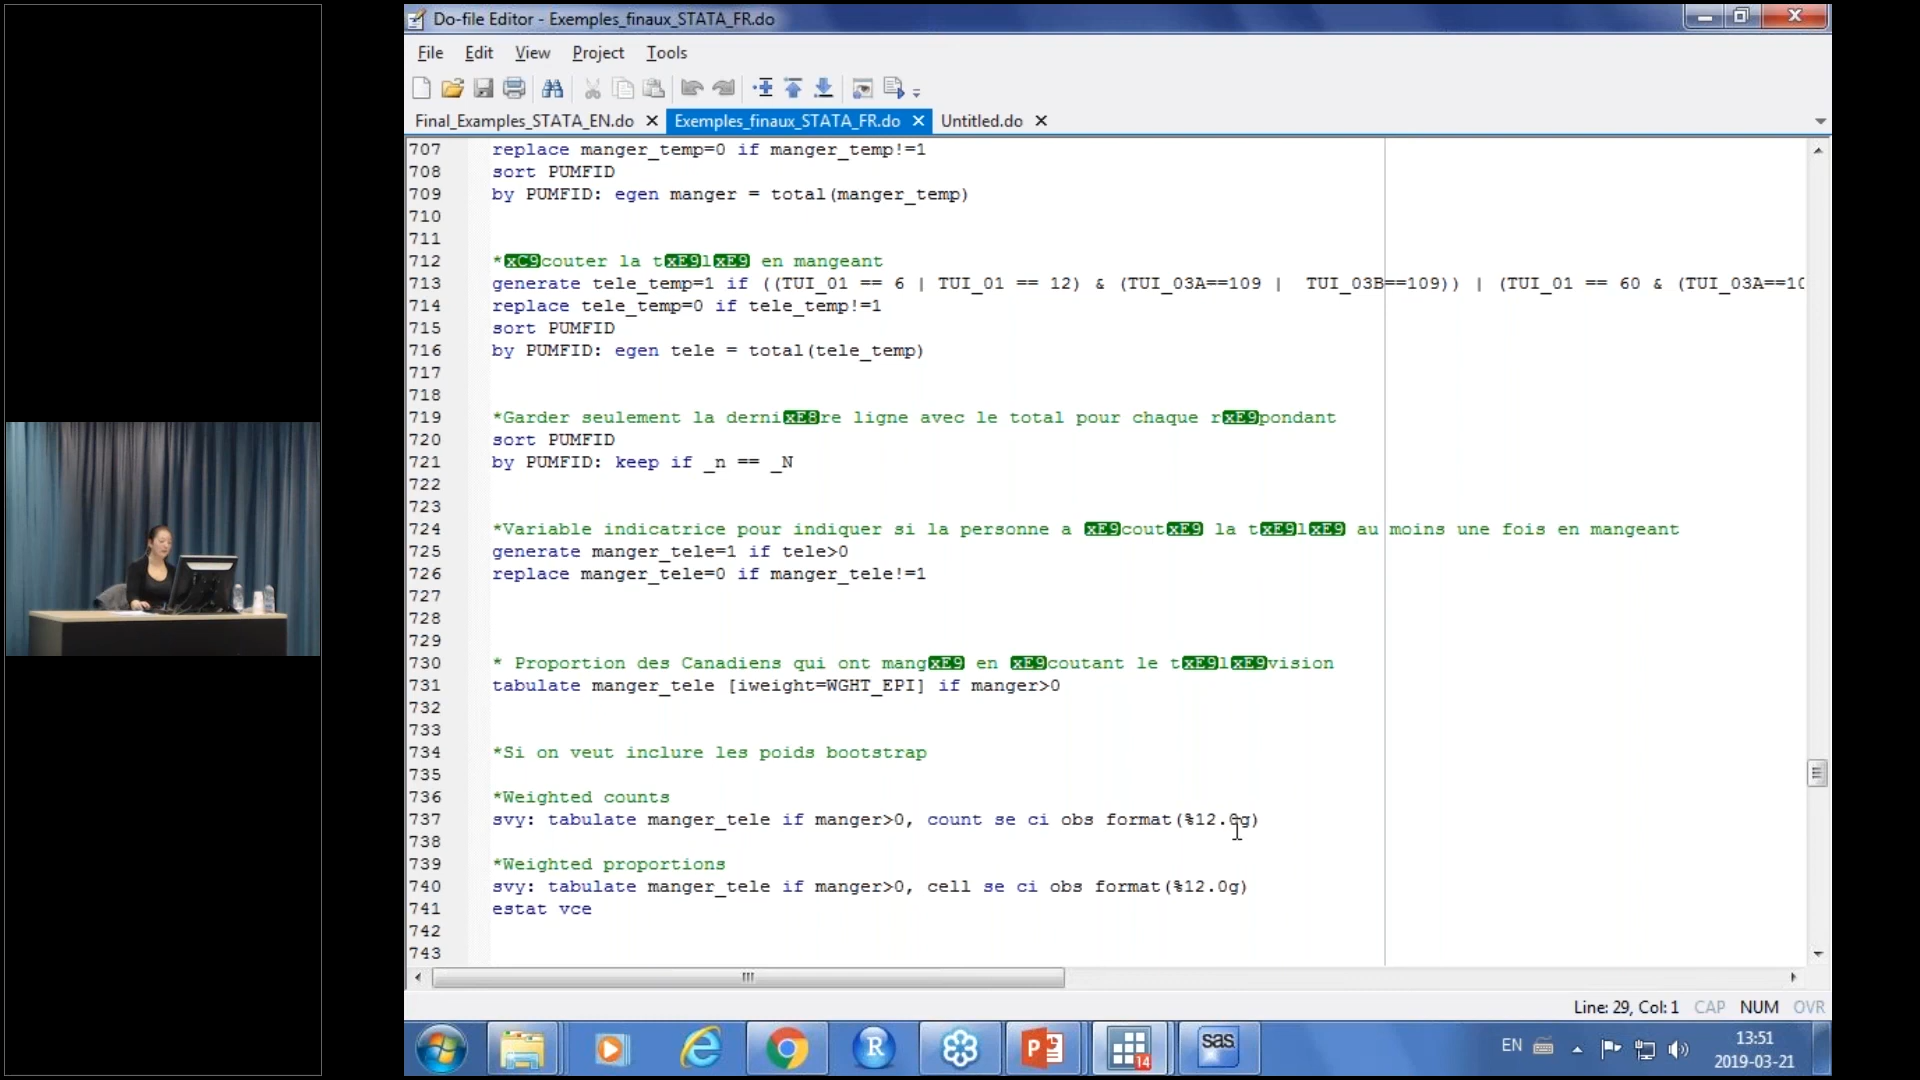 Do-file Editor - Exemples_finaux_STATA_FR.do
File Edit View Project Tools
Final_Examples_STATA_EN.do Exemples_finaux_STATA_FR.do Untitled.do
707 replace manger_temp=0 if manger_temp!=1
708 sort PUMFID
709 by PUMFID: egen manger = total(manger_temp)
710
711
712 *xC9couter la txE9lxE9 en mangeant
713 generate tele_temp=1 if ((TUI_01 == 6 | TUI_01 == 12) & (TUI_03A==109 | TUI_03B==109)) | (TUI_01 == 60 & (TUI_03A==10
714 replace tele_temp=0 if tele_temp!=1
715 sort PUMFID
716 by PUMFID: egen tele = total(tele_temp)
717
718
719 *Garder seulement la dernixE8re ligne avec le total pour chaque rxE9pondant
720 sort PUMFID
721 by PUMFID: keep if _n == _N
722
723
724 *Variable indicatrice pour indiquer si la personne a xE9coutxE9 la txE9lxE9 au moins une fois en mangeant
725 generate manger_tele=1 if tele>0
726 replace manger_tele=0 if manger_tele!=1
727
728
729
730 * Proportion des Canadiens qui ont mangxE9 en xE9coutant le txE9lxE9vision
731 tabulate manger_tele [iweight=WGHT_EPI] if manger>0
732
733
734 *Si on veut inclure les poids bootstrap
735
736 *Weighted counts
737 svy: tabulate manger_tele if manger>0, count se ci obs format(%12.0g)
738
739 *Weighted proportions
740 svy: tabulate manger_tele if manger>0, cell se ci obs format(%12.0g)
741 estat vce
742
743
Line: 29, Col: 1 CAP NUM OVR
R P 14 sas EN 13:51
2019-03-21